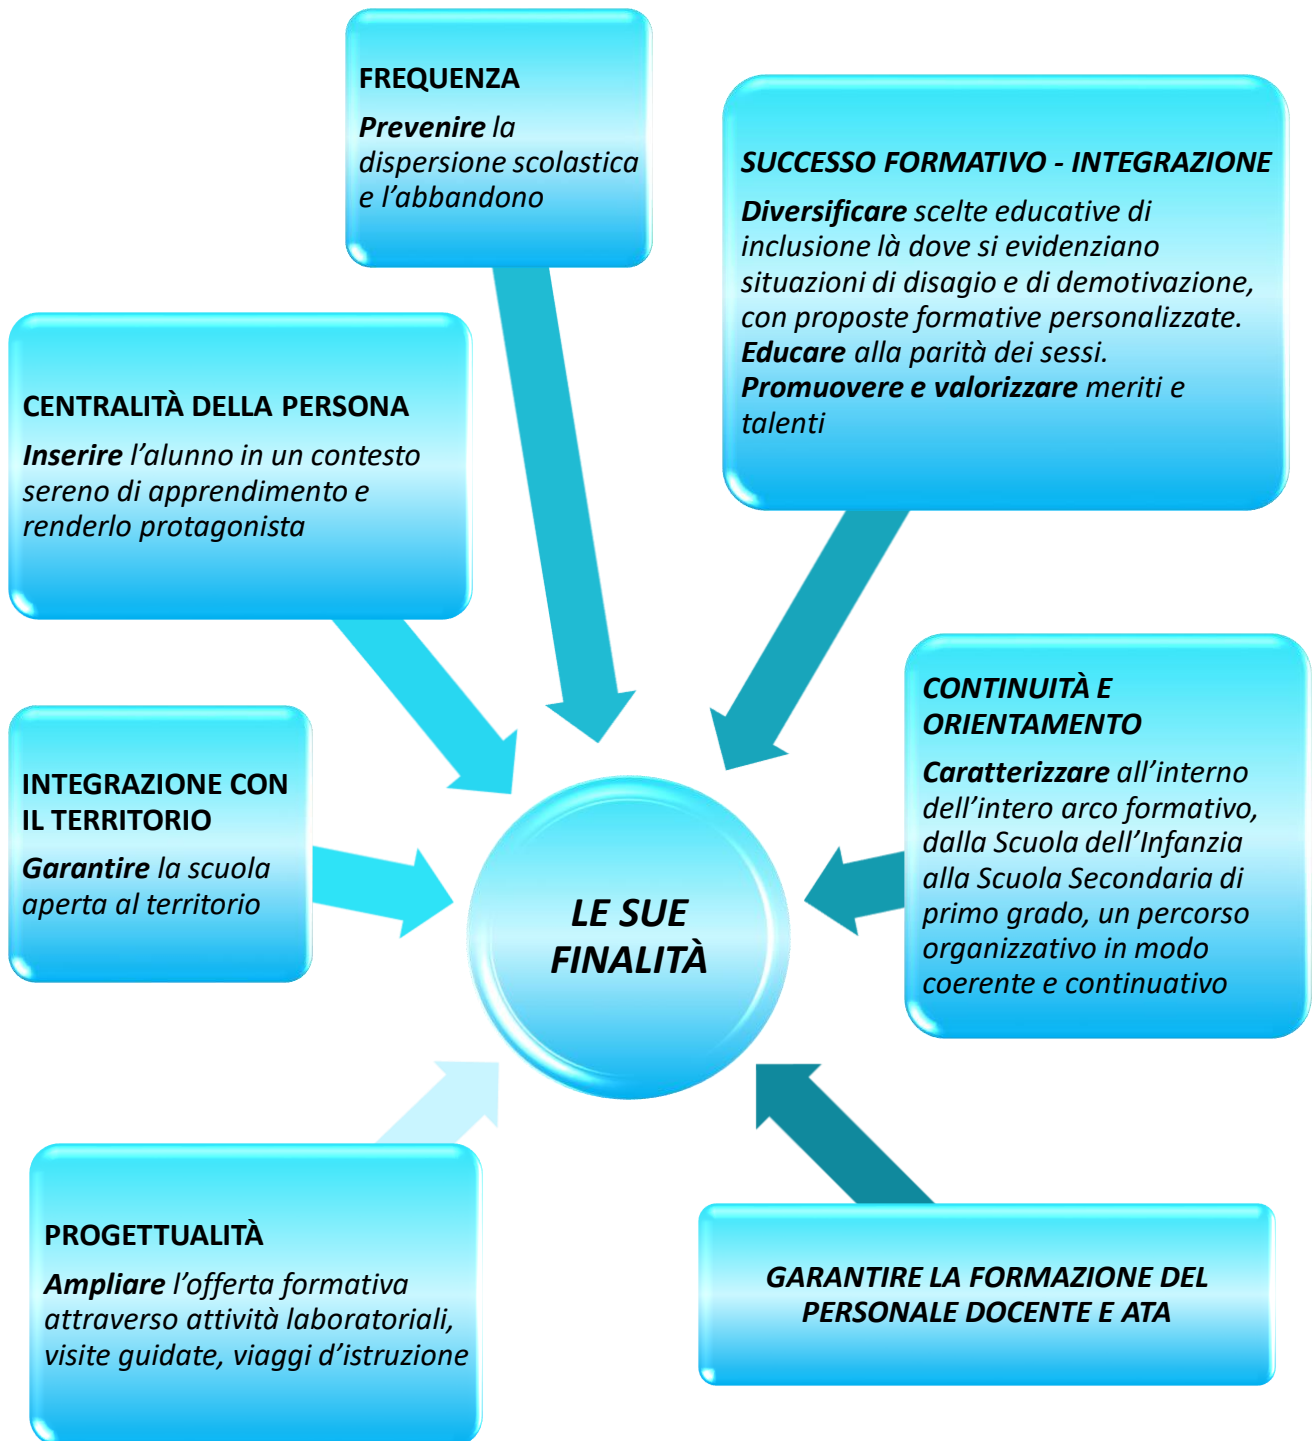 FREQUENZA
Prevenire la
dispersione scolastica
e l’abbandono
SUCCESSO FORMATIVO - INTEGRAZIONE
Diversificare scelte educative di
inclusione là dove si evidenziano
situazioni di disagio e di demotivazione,
con proposte formative personalizzate.
Educare alla parità dei sessi.
Promuovere e valorizzare meriti e
talenti
CENTRALITÀ DELLA PERSONA
Inserire l’alunno in un contesto
sereno di apprendimento e
renderlo protagonista
CONTINUITÀ E
ORIENTAMENTO
Caratterizzare all’interno
dell’intero arco formativo,
dalla Scuola dell’Infanzia
alla Scuola Secondaria di
primo grado, un percorso
organizzativo in modo
coerente e continuativo
INTEGRAZIONE CON
IL TERRITORIO
Garantire la scuola
aperta al territorio
LE SUE
FINALITÀ
PROGETTUALITÀ
Ampliare l’offerta formativa
attraverso attività laboratoriali,
visite guidate, viaggi d’istruzione
GARANTIRE LA FORMAZIONE DEL
PERSONALE DOCENTE E ATA